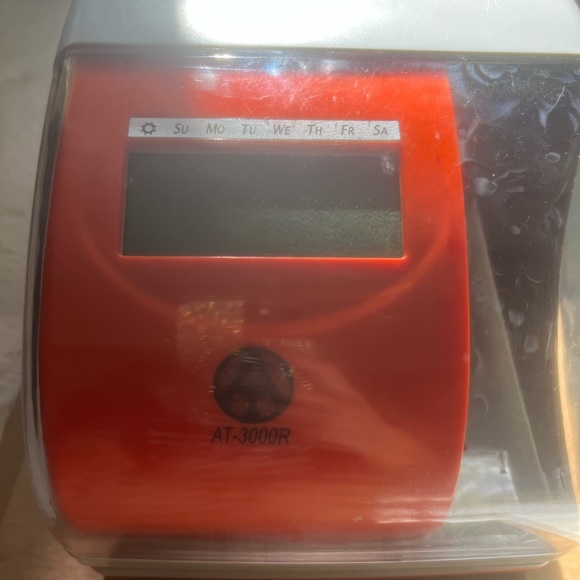 SU MO TU WE TH FR SA
AT-3000R